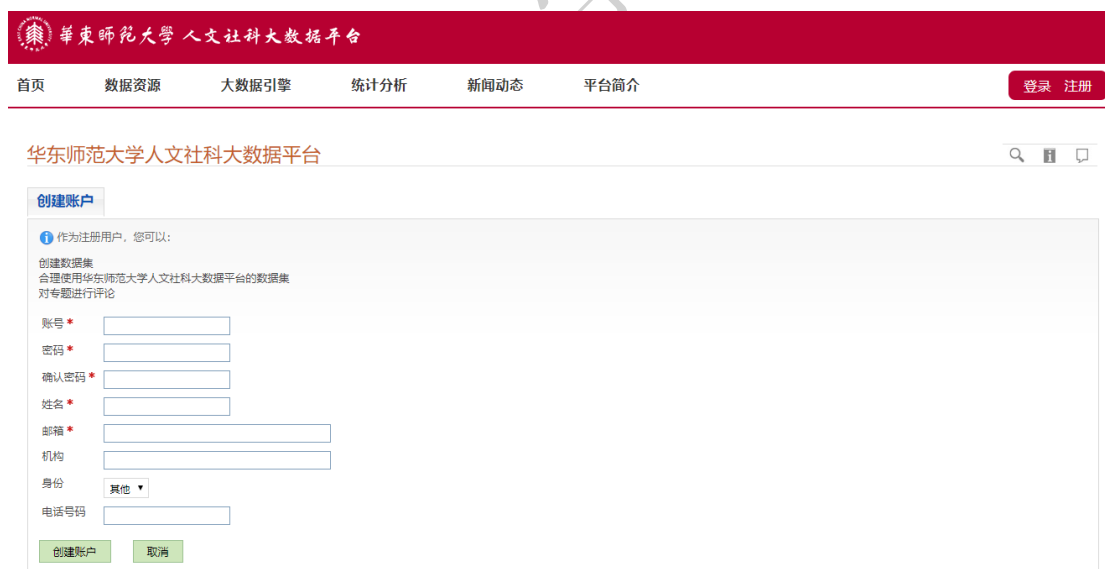 華東師範大學 人文社科大数据平台
首页 数据资源 大数据引擎 统计分析 新闻动态 平台简介 登录 注册
华东师范大学人文社科大数据平台
创建账户
作为注册用户，您可以：
创建数据集
合理使用华东师范大学人文社科大数据平台的数据集
对专题进行评论
账号 *
密码 *
确认密码 *
姓名 *
邮箱 *
机构
身份 其他
电话号码
创建账户 取消